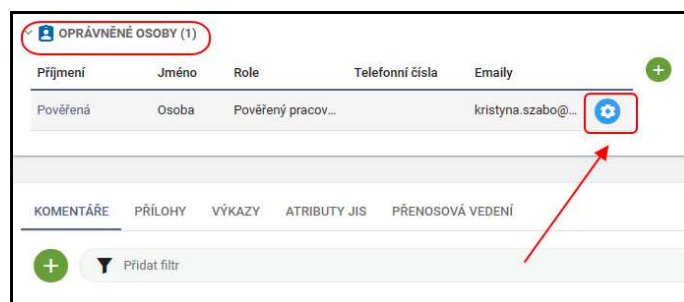 OPRÁVNĚNÉ OSOBY (1)
Příjmení Jméno Role Telefonní čísla Emaily
Pověřená Osoba Pověřený pracov... kristyna.szabo@...
KOMENTÁŘE PŘÍLOHY VÝKAZY ATRIBUTY JIS PŘENOSOVÁ VEDENÍ
Přidat filtr